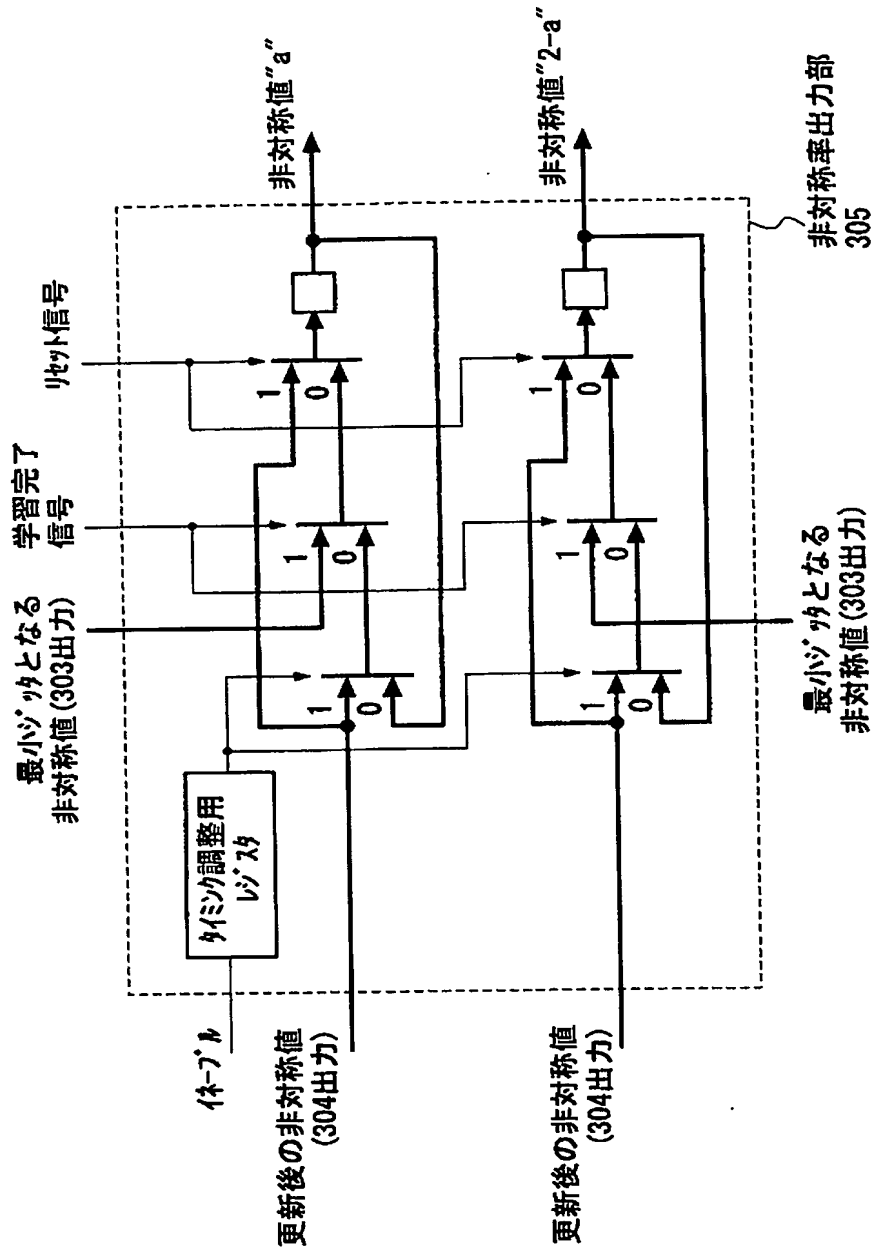 リセット信号
学習完了
信号
最小ジッタとなる
非対称値(303出力)
イネーブル
タイミング調整用
レジスタ
更新後の非対称値
(304出力)
1
0
1
0
1
0
非対称値"a"
更新後の非対称値
(304出力)
1
0
1
0
1
0
非対称値"2-a"
最小ジッタとなる
非対称値(303出力)
非対称率出力部
305